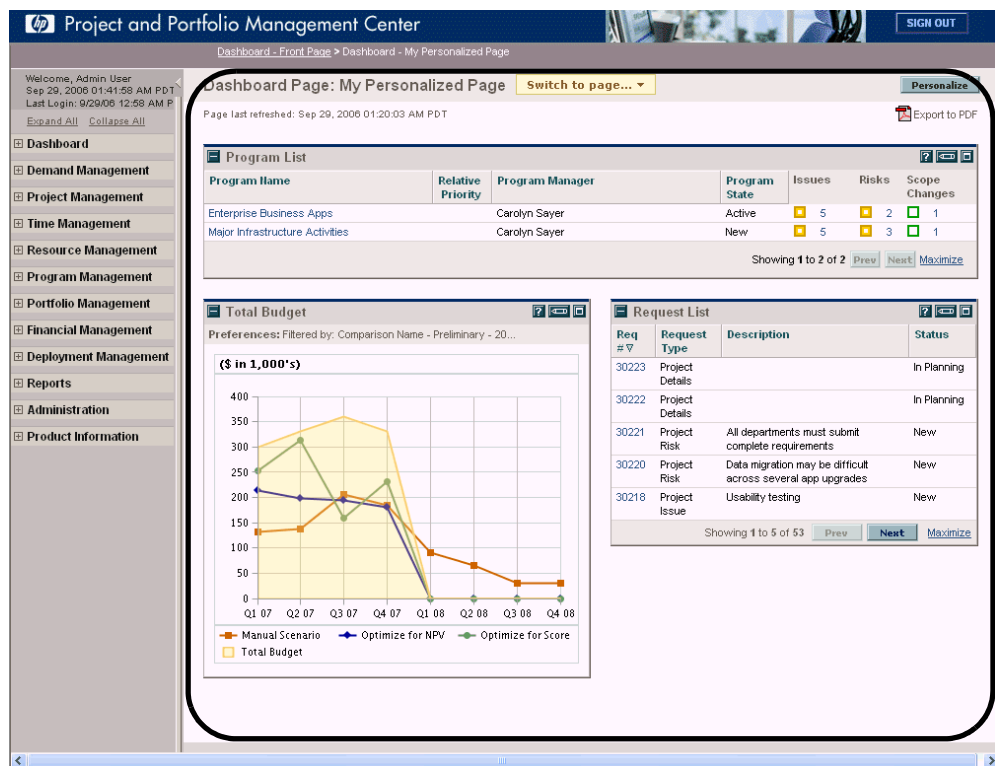 hp Project and Portfolio Management Center
SIGN OUT
Dashboard - Front Page > Dashboard - My Personalized Page
Welcome, Admin User
Sep 29, 2006 01:41:58 AM PDT
Last Login: 9/29/06 12:58 AM P
Expand All Collapse All
Dashboard
Demand Management
Project Management
Time Management
Resource Management
Program Management
Portfolio Management
Financial Management
Deployment Management
Reports
Administration
Product Information
Dashboard Page: My Personalized Page
Switch to page...
Personalize
Page last refreshed: Sep 29, 2006 01:20:03 AM PDT
Export to PDF
Program List
Program Name Relative Priority Program Manager Program State Issues Risks Scope Changes
Enterprise Business Apps Carolyn Sayer Active 5 2 1
Major Infrastructure Activities Carolyn Sayer New 5 3 1
Showing 1 to 2 of 2 Prev Next Maximize
Total Budget
Preferences: Filtered by: Comparison Name - Preliminary - 20...
($ in 1,000's)
400
350
300
250
200
150
100
50
0
Q1 07 Q2 07 Q3 07 Q4 07 Q1 08 Q2 08 Q3 08 Q4 08
Manual Scenario Optimize for NPV Optimize for Score
Total Budget
Request List
Req # Request Type Description Status
30223 Project Details In Planning
30222 Project Details In Planning
30221 Project Risk All departments must submit complete requirements New
30220 Project Risk Data migration may be difficult across several app upgrades New
30218 Project Issue Usability testing New
Showing 1 to 5 of 53 Prev Next Maximize